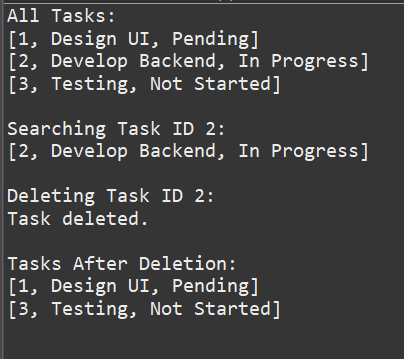 All Tasks:
[1, Design UI, Pending]
[2, Develop Backend, In Progress]
[3, Testing, Not Started]
Searching Task ID 2:
[2, Develop Backend, In Progress]
Deleting Task ID 2:
Task deleted.
Tasks After Deletion:
[1, Design UI, Pending]
[3, Testing, Not Started]